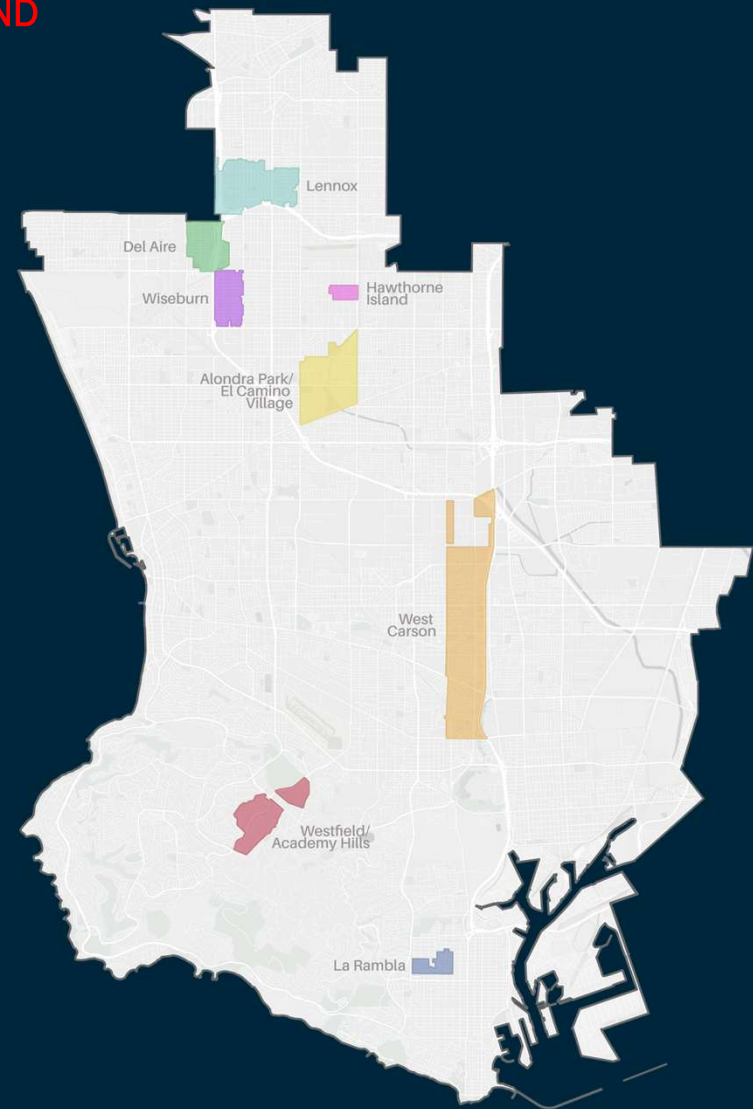 ND
Lennox
Del Aire
Wiseburn
Hawthorne
Island
Alondra Park/
El Camino
Village
West
Carson
Westfield/
Academy Hills
La Rambla